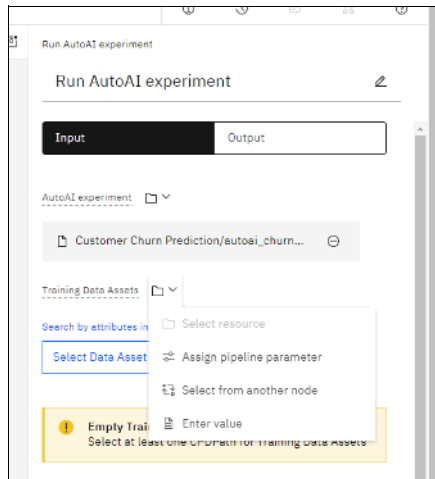 Run AutoAI experiment
Run AutoAI experiment
Input
Output
AutoAI experiment
Customer Churn Prediction/autoai_churn...
Training Data Assets
Search by attributes in
Select resource
Select Data Asset
Assign pipeline parameter
Select from another node
Enter value
Empty Trai
Select at least one CPDPath for Training Data Assets